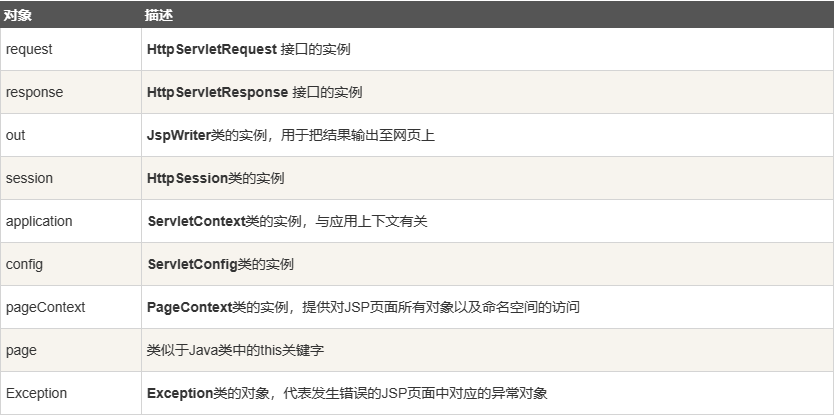 对象 描述
request HttpServletRequest 接口的实例
response HttpServletResponse 接口的实例
out JspWriter类的实例，用于把结果输出至网页上
session HttpSession类的实例
application ServletContext类的实例，与应用上下文有关
config ServletConfig类的实例
pageContext PageContext类的实例，提供对JSP页面所有对象以及命名空间的访问
page 类似于Java类中的this关键字
Exception Exception类的对象，代表发生错误的JSP页面中对应的异常对象